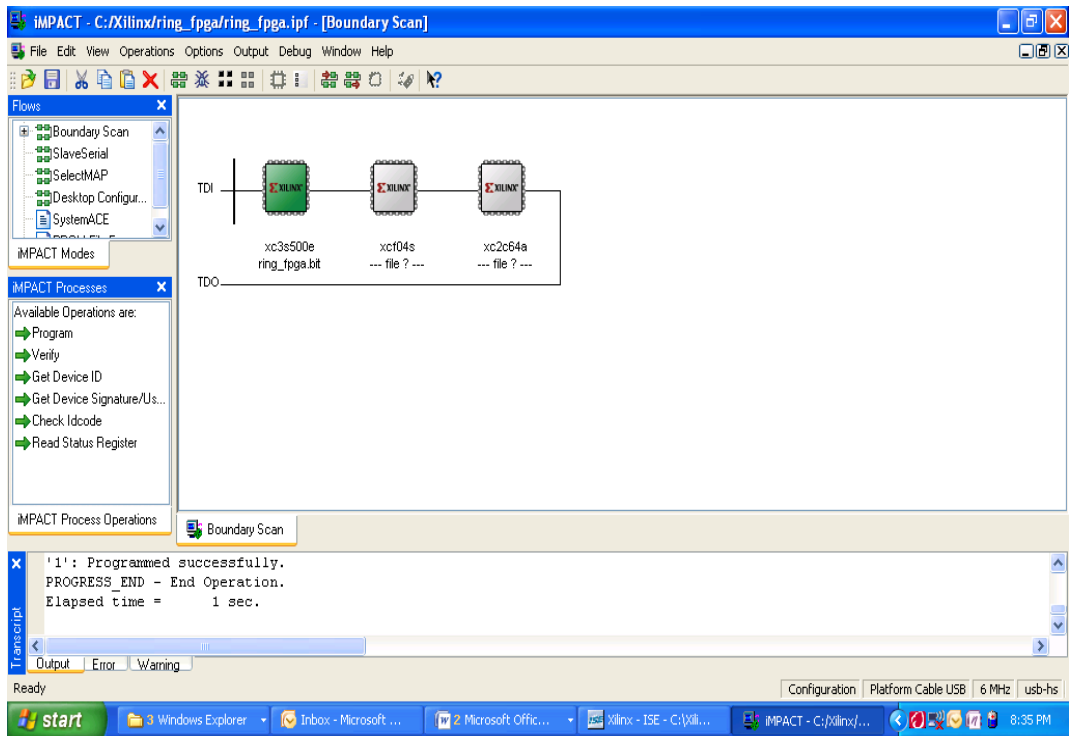 iMPACT - C:/Xilinx/ring_fpga/ring_fpga.ipf - [Boundary Scan]
File Edit View Operations Options Output Debug Window Help
Flows
Boundary Scan
SlaveSerial
SelectMAP
Desktop Configur...
SystemACE
iMPACT Modes
iMPACT Processes
Available Operations are:
Program
Verify
Get Device ID
Get Device Signature/Us...
Check Idcode
Read Status Register
iMPACT Process Operations
TDI
XILINX XILINX XILINX
xc3s500e xcf04s xc2c64a
ring_fpga.bit --- file ? --- --- file ? ---
TDO
Boundary Scan
'1': Programmed successfully.
PROGRESS_END - End Operation.
Elapsed time = 1 sec.
Transcript
Output Error Warning
Ready Configuration Platform Cable USB 6 MHz usb-hs
start 3 Windows Explorer Inbox - Microsoft ... 2 Microsoft Offic... Xilinx - ISE - C:\Xili... iMPACT - C:/Xilinx/... 8:35 PM